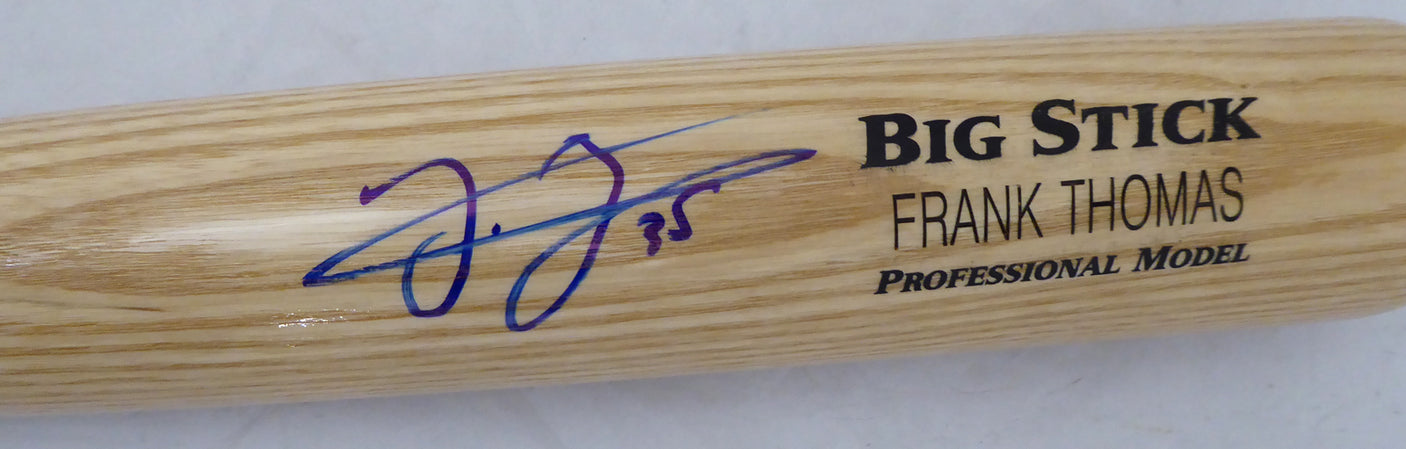 35
BIG STICK
FRANK THOMAS
PROFESSIONAL MODEL